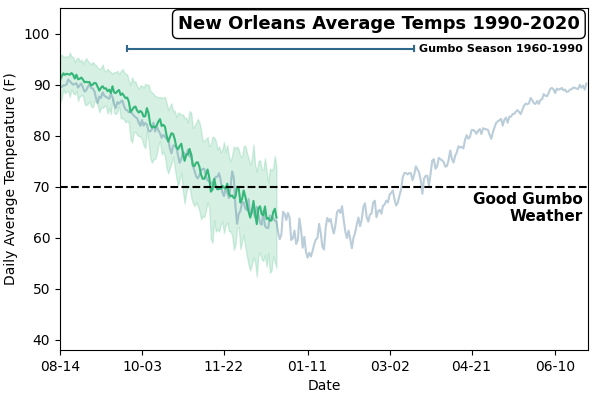 New Orleans Average Temps 1990-2020
Gumbo Season 1960-1990
Good Gumbo
Weather
Daily Average Temperature (F)
100
90
80
70
60
50
40
08-14
10-03
11-22
01-11
03-02
04-21
06-10
Date